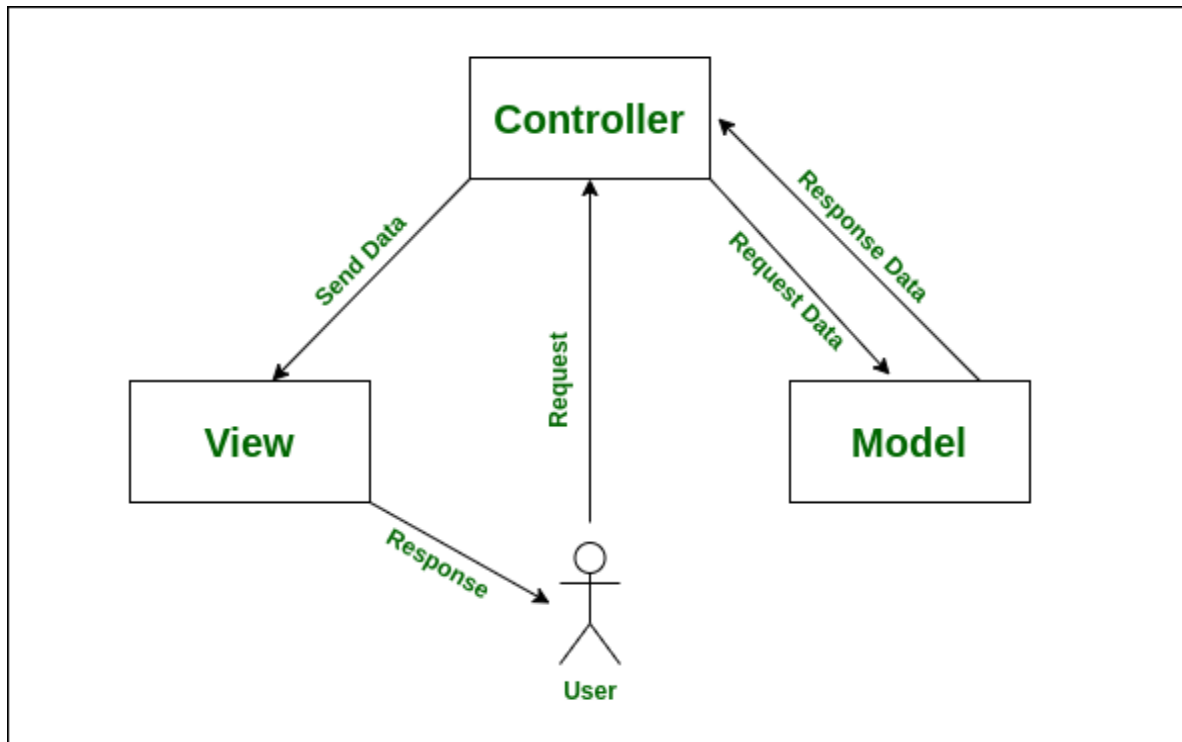 Controller
Send Data
Request
Request Data
Response Data
View
Model
Response
User